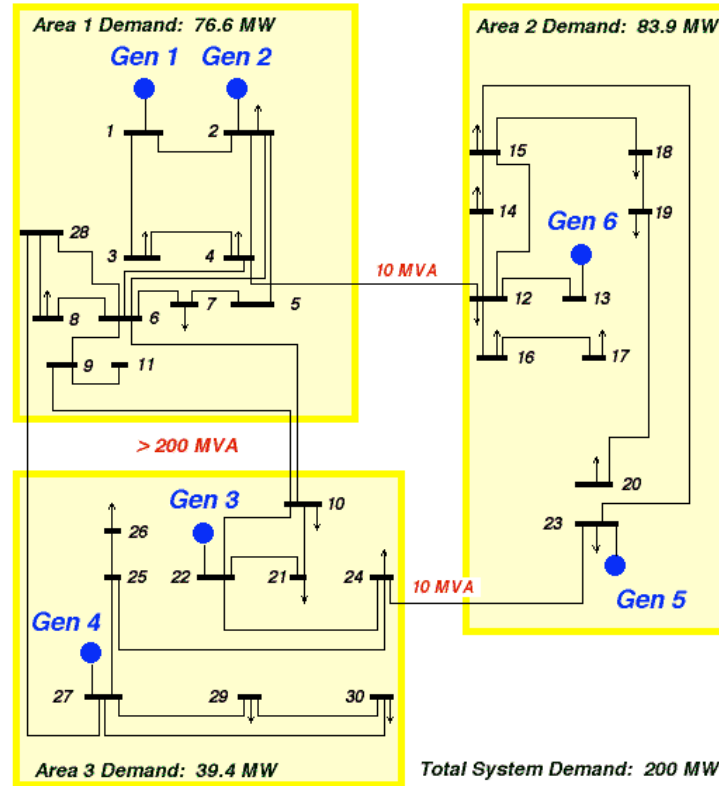 Area 1 Demand: 76.6 MW
Area 2 Demand: 83.9 MW
Gen 1
Gen 2
1
2
15
18
14
Gen 6
19
28
3
4
10 MVA
12
13
8
6
7
5
16
17
9
11
> 200 MVA
20
10
Gen 3
23
26
25
22
21
24
10 MVA
Gen 5
Gen 4
27
29
30
Area 3 Demand: 39.4 MW
Total System Demand: 200 MW